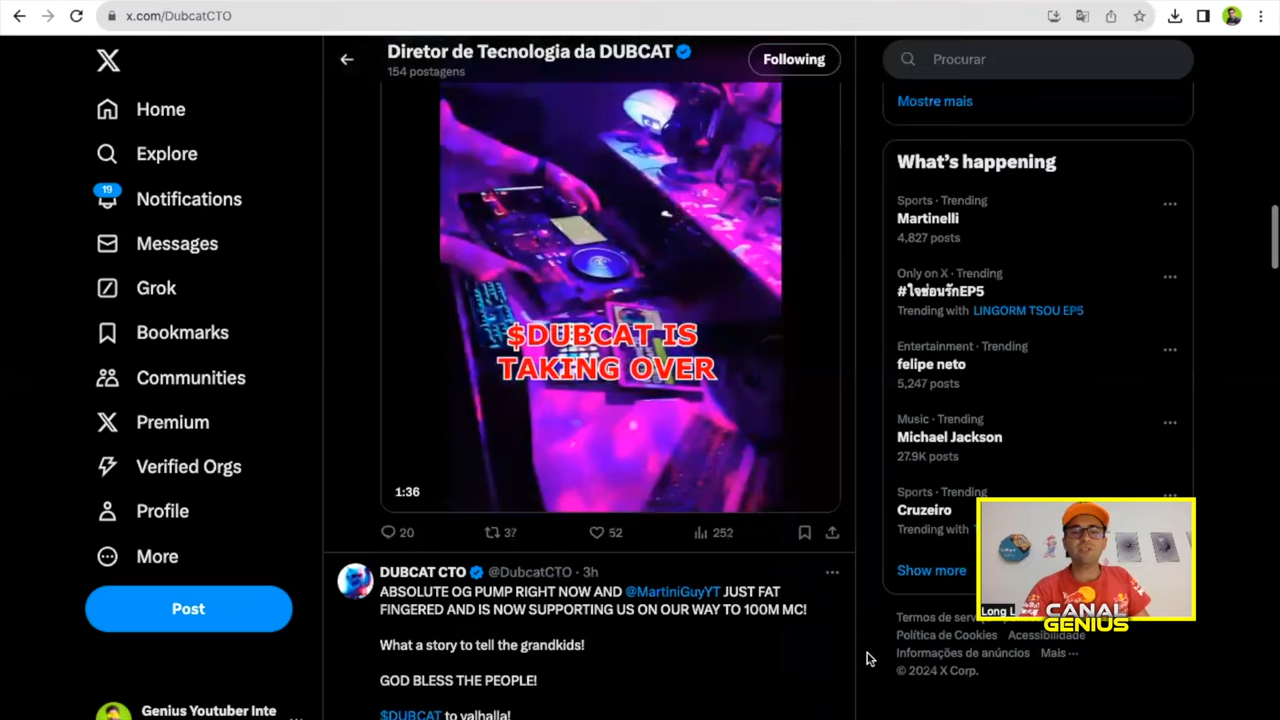 x.com/DubcatCTO
Home
Explore
19
Notifications
Messages
Grok
Bookmarks
Communities
Premium
Verified Orgs
Profile
More
Post
Genius Youtuber Inte
Diretor de Tecnologia da DUBCAT
154 postagens
Following
$DUBCAT IS
TAKING OVER
1:36
20
37
52
252
DUBCAT CTO @DubcatCTO · 3h
ABSOLUTE OG PUMP RIGHT NOW AND @MartiniGuyYT JUST FAT
FINGERED AND IS NOW SUPPORTING US ON OUR WAY TO 100M MC!
What a story to tell the grandkids!
GOD BLESS THE PEOPLE!
$DUBCAT to valhalla!
Procurar
Mostre mais
What's happening
Sports · Trending
Martinelli
4,827 posts
Only on X · Trending
#ใจซ่อนรักEP5
Trending with LINGORM TSOU EP5
Entertainment · Trending
felipe neto
5,247 posts
Music · Trending
Michael Jackson
27.9K posts
Sports · Trending
Cruzeiro
Trending with
Show more
Termos de serv
Política de Cookies Acessibilidade
Informações de anúncios Mais ···
© 2024 X Corp.
Long L
CANAL
GENIUS